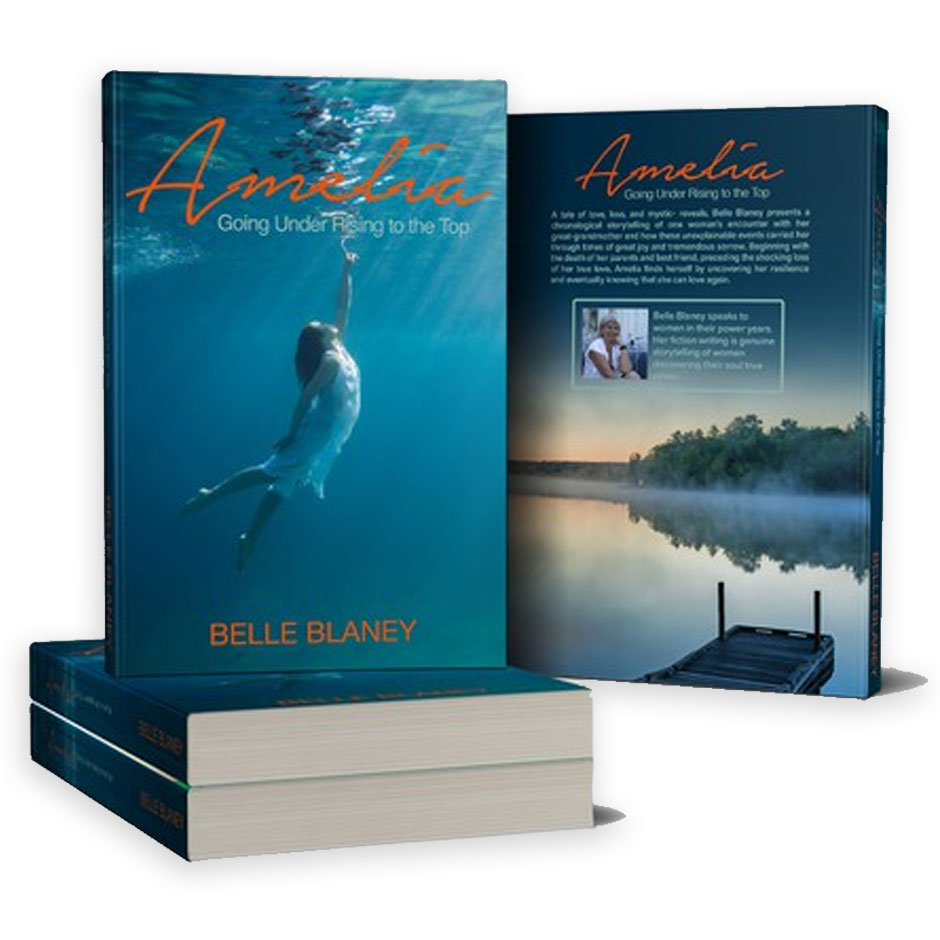 Amelia
Going Under Rising to the Top
BELLE BLANEY
Amelia
Going Under Rising to the Top
A tale of love, loss, and mystic- reveals, Belle Blaney presents a
chronological storytelling of one woman's encounter with her
great-grandmother and how these unexplainable events carried her
through times of great joy and tremendous sorrow. Beginning with
the death of her parents and best friend, preceding the shocking loss
of her true love, Amelia finds herself by uncovering her resilience
and eventually knowing that she can love again.
Belle Blaney speaks to
women in their power years.
Her fiction writing is genuine
storytelling of women
discovering their soul true
BELLE BLANEY
BELLE BLANEY
BELLE BLANEY
BELLE BLANEY